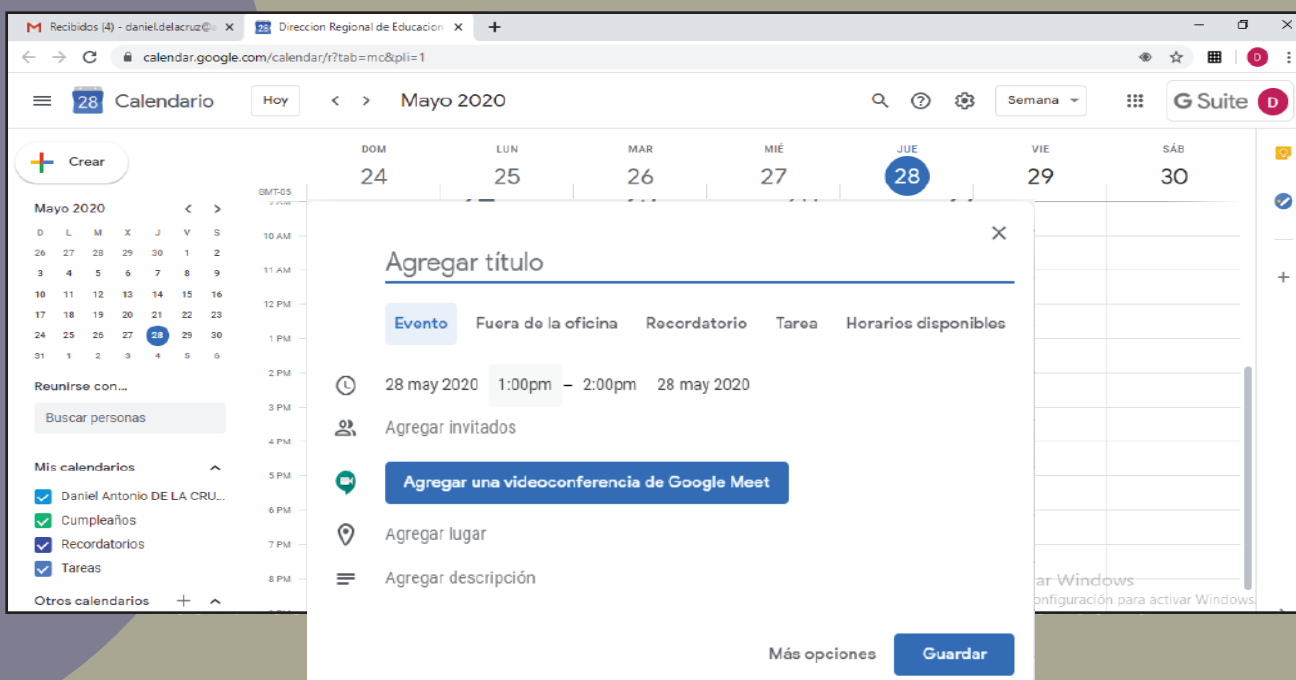 Recibidos (4) - daniel.delacruz@
Direccion Regional de Educacion
calendar.google.com/calendar/r?tab=mc&pli=1
D
28 Calendario Hoy Mayo 2020 Semana G Suite D
Crear
DOM LUN MAR MIÉ JUE VIE SÁB
24 25 26 27 28 29 30
GMT-05
Mayo 2020
D L M X J V S
26 27 28 29 30 1 2
3 4 5 6 7 8 9
10 11 12 13 14 15 16
17 18 19 20 21 22 23
24 25 26 27 28 29 30
31 1 2 3 4 5 6
Reunirse con...
Buscar personas
Mis calendarios
Daniel Antonio DE LA CRU...
Cumpleaños
Recordatorios
Tareas
Otros calendarios
10 AM
11 AM
12 PM
1 PM
2 PM
3 PM
4 PM
5 PM
6 PM
7 PM
8 PM
Agregar título
Evento Fuera de la oficina Recordatorio Tarea Horarios disponibles
28 may 2020 1:00pm – 2:00pm 28 may 2020
Agregar invitados
Agregar una videoconferencia de Google Meet
Agregar lugar
Agregar descripción
Más opciones Guardar
ar Windows
onfiguración para activar Windows.